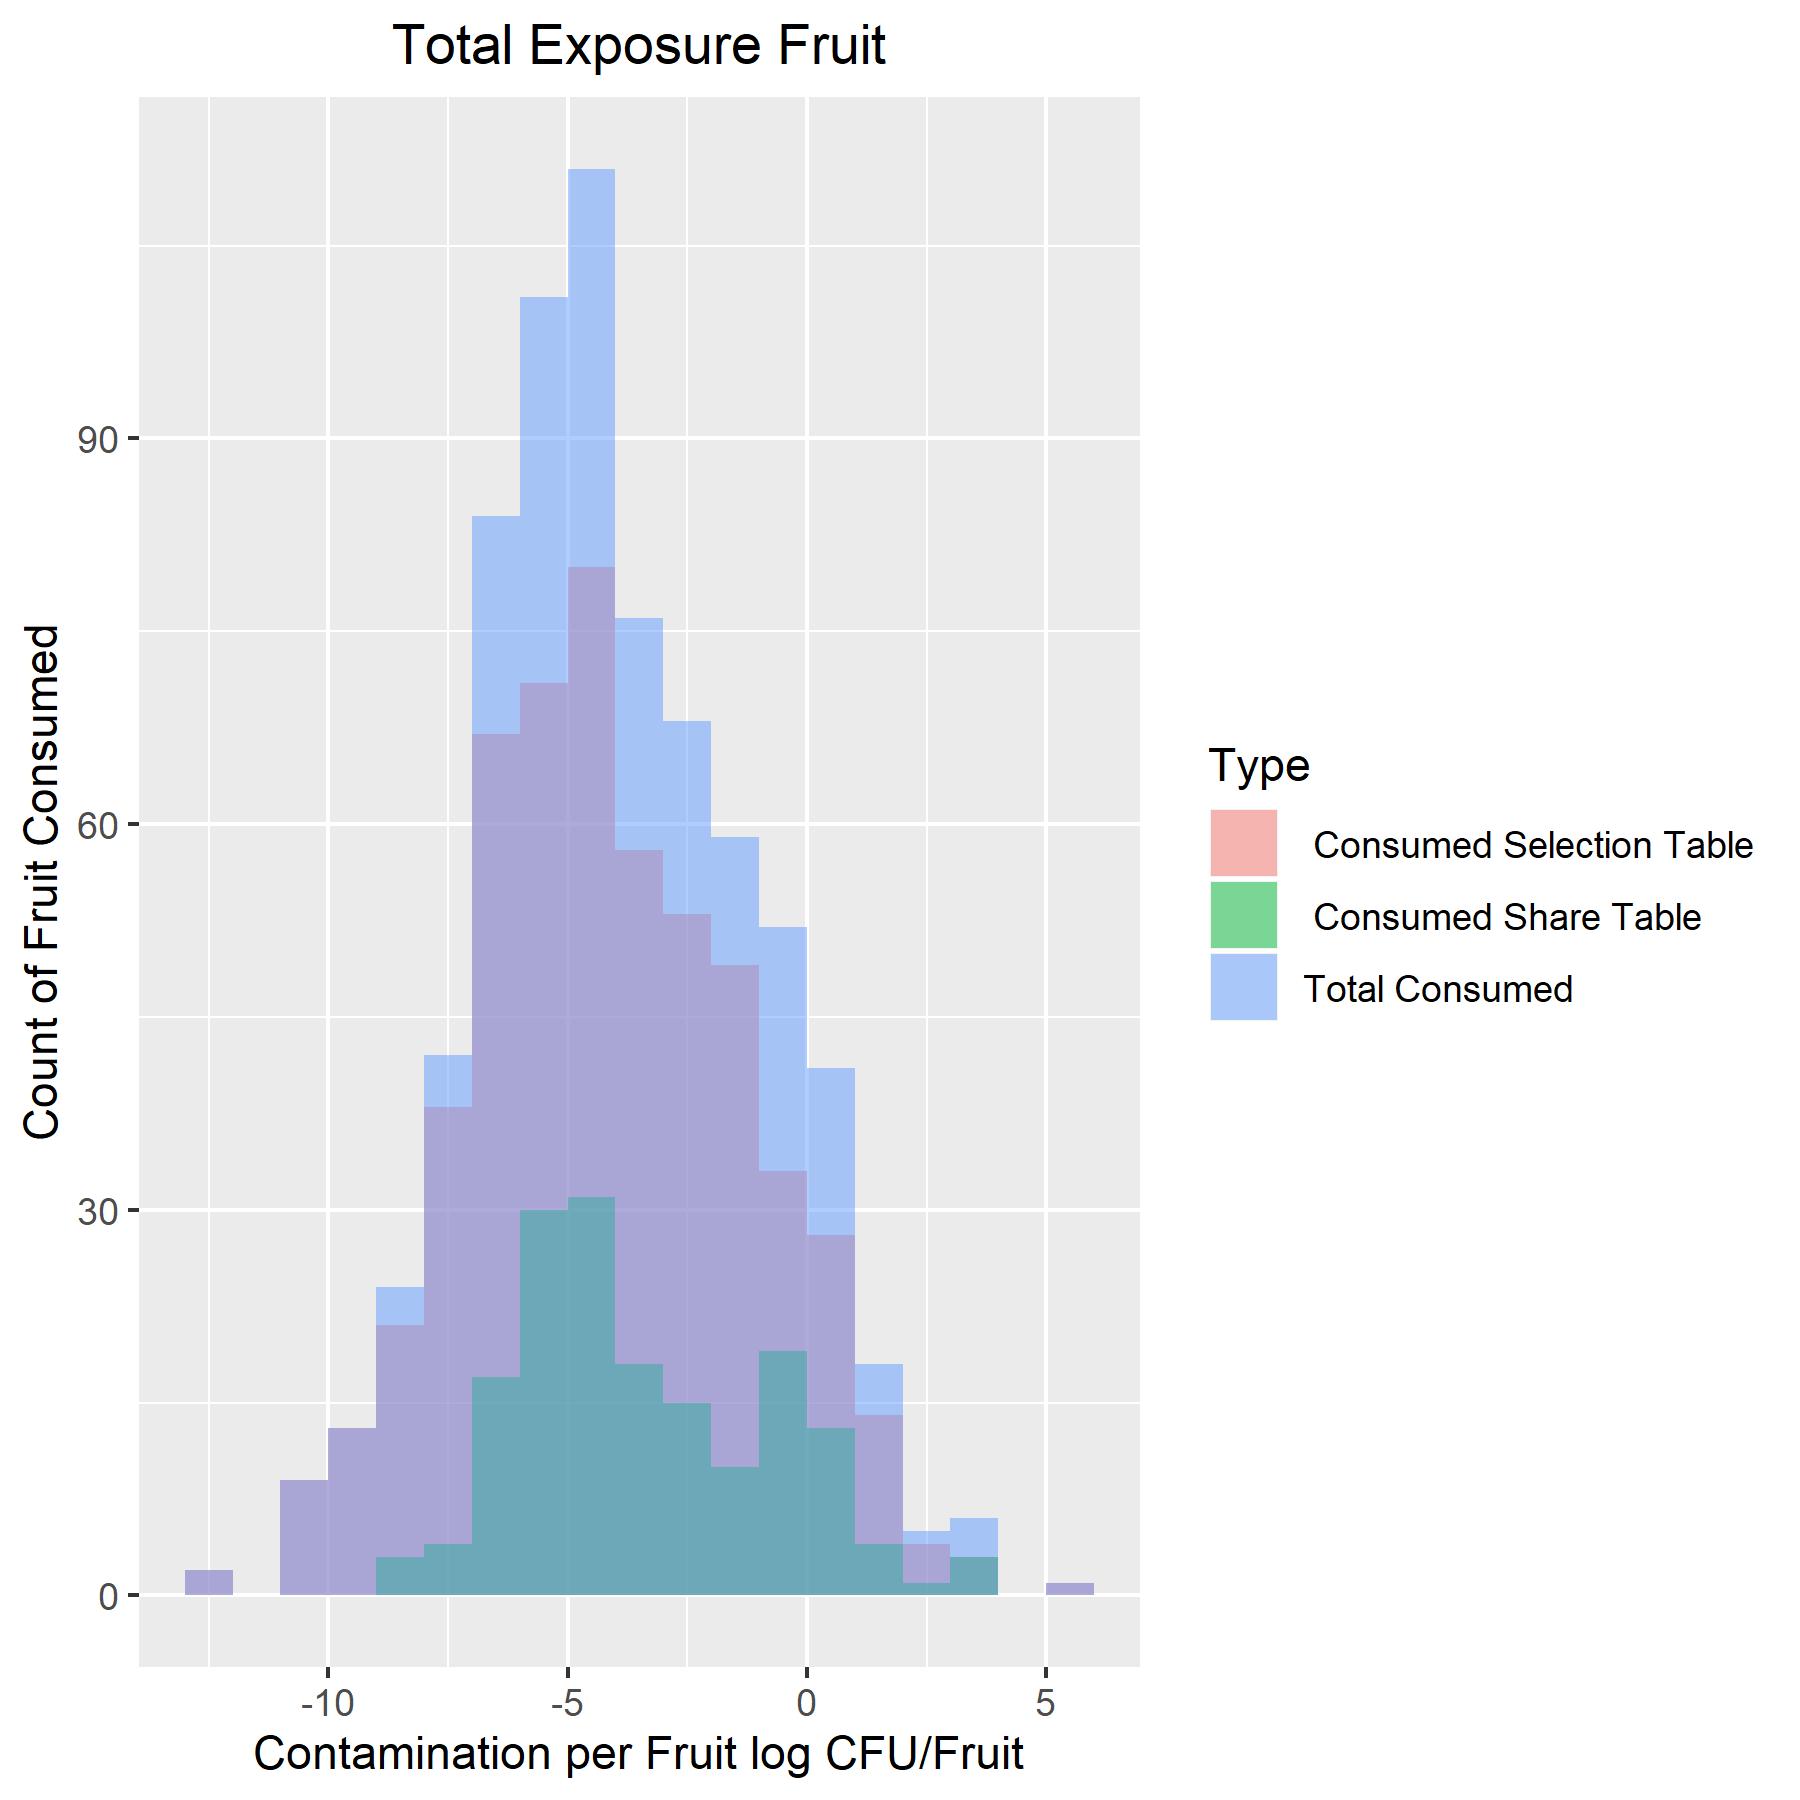 Total Exposure Fruit
Count of Fruit Consumed
90
60
30
0
-10
-5
0
5
Contamination per Fruit log CFU/Fruit
Type
Consumed Selection Table
Consumed Share Table
Total Consumed